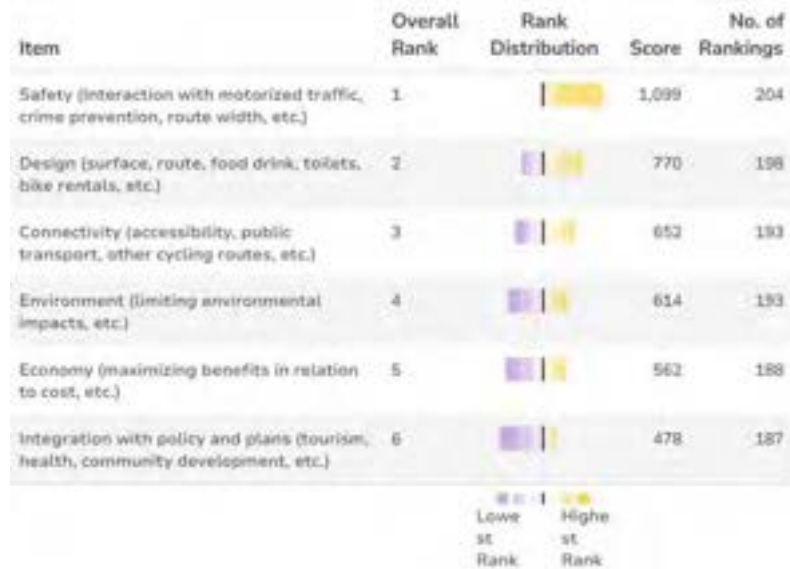 Item Overall Rank Rank Distribution Score No. of Rankings
Safety (Interaction with motorized traffic, 1 1,099 204
crime prevention, route width, etc.)
Design (surface, route, food drink, toilets, 2 770 198
bike rentals, etc.)
Connectivity (accessibility, public 3 652 193
transport, other cycling routes, etc.)
Environment (limiting environmental 4 614 193
impacts, etc.)
Economy (maximizing benefits in relation 5 562 188
to cost, etc.)
Integration with policy and plans (tourism, 6 478 187
health, community development, etc.)
Lowe Highe
st st
Rank Rank